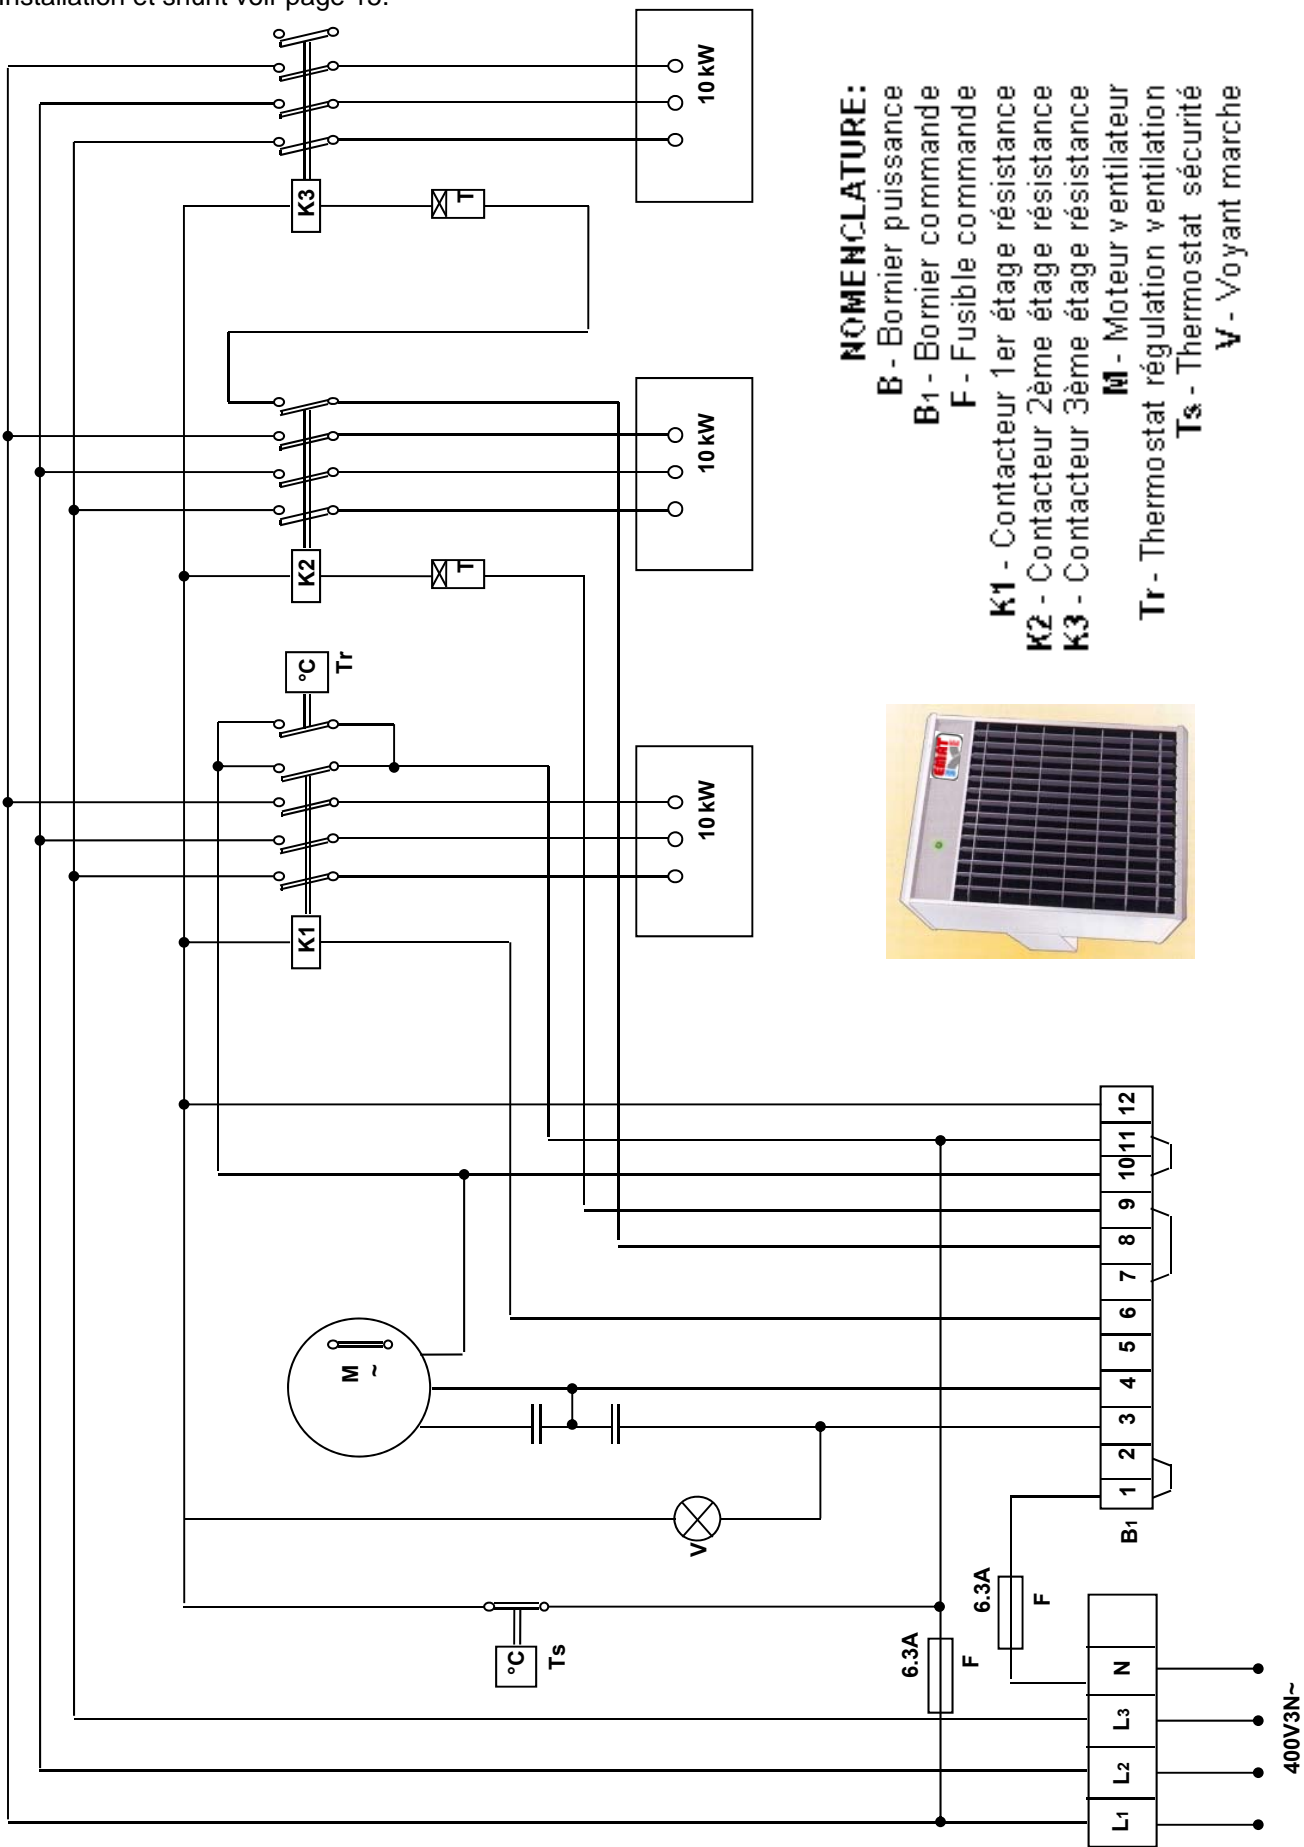 Installation et shunt voir page 18.
10 kW
K3
T
10 kW
K2
T
°C
Tr
10 kW
K1
NOMENCLATURE:
B - Bornier puissance
B1 - Bornier commande
F - Fusible commande
K1 - Contacteur 1er étage résistance
K2 - Contacteur 2ème étage résistance
K3 - Contacteur 3ème étage résistance
M - Moteur ventilateur
Tr - Thermostat régulation ventilation
Ts - Thermostat sécurité
V - Voyant marche
EMAT
M
~
V
°C
Ts
6.3A
F
6.3A
F
B1
1 2 3 4 5 6 7 8 9 10 11 12
L1 L2 L3 N
400V3N~